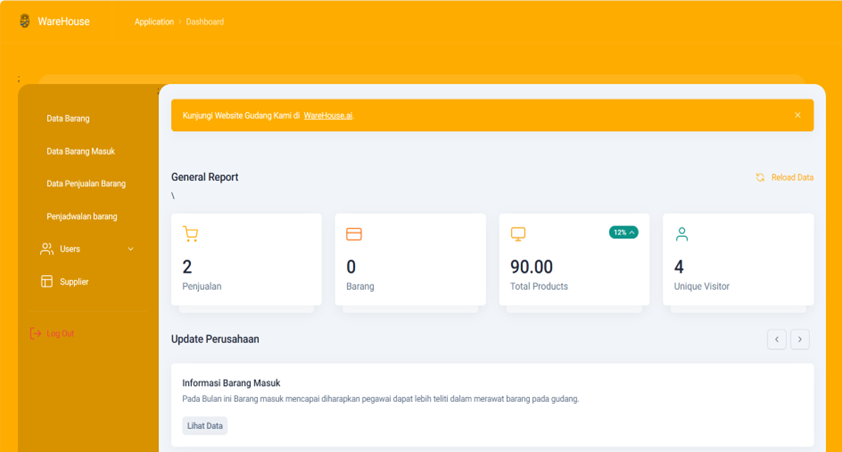 WareHouse
Application > Dashboard
;
;
Data Barang
Data Barang Masuk
Data Penjualan Barang
Penjadwalan barang
Users
Supplier
Log Out
Kunjungi Website Gudang Kami di WareHouse.ai.
General Report
Reload Data
\
2
Penjualan
0
Barang
12%
90.00
Total Products
4
Unique Visitor
Update Perusahaan
Informasi Barang Masuk
Pada Bulan ini Barang masuk mencapai diharapkan pegawai dapat lebih teliti dalam merawat barang pada gudang.
Lihat Data